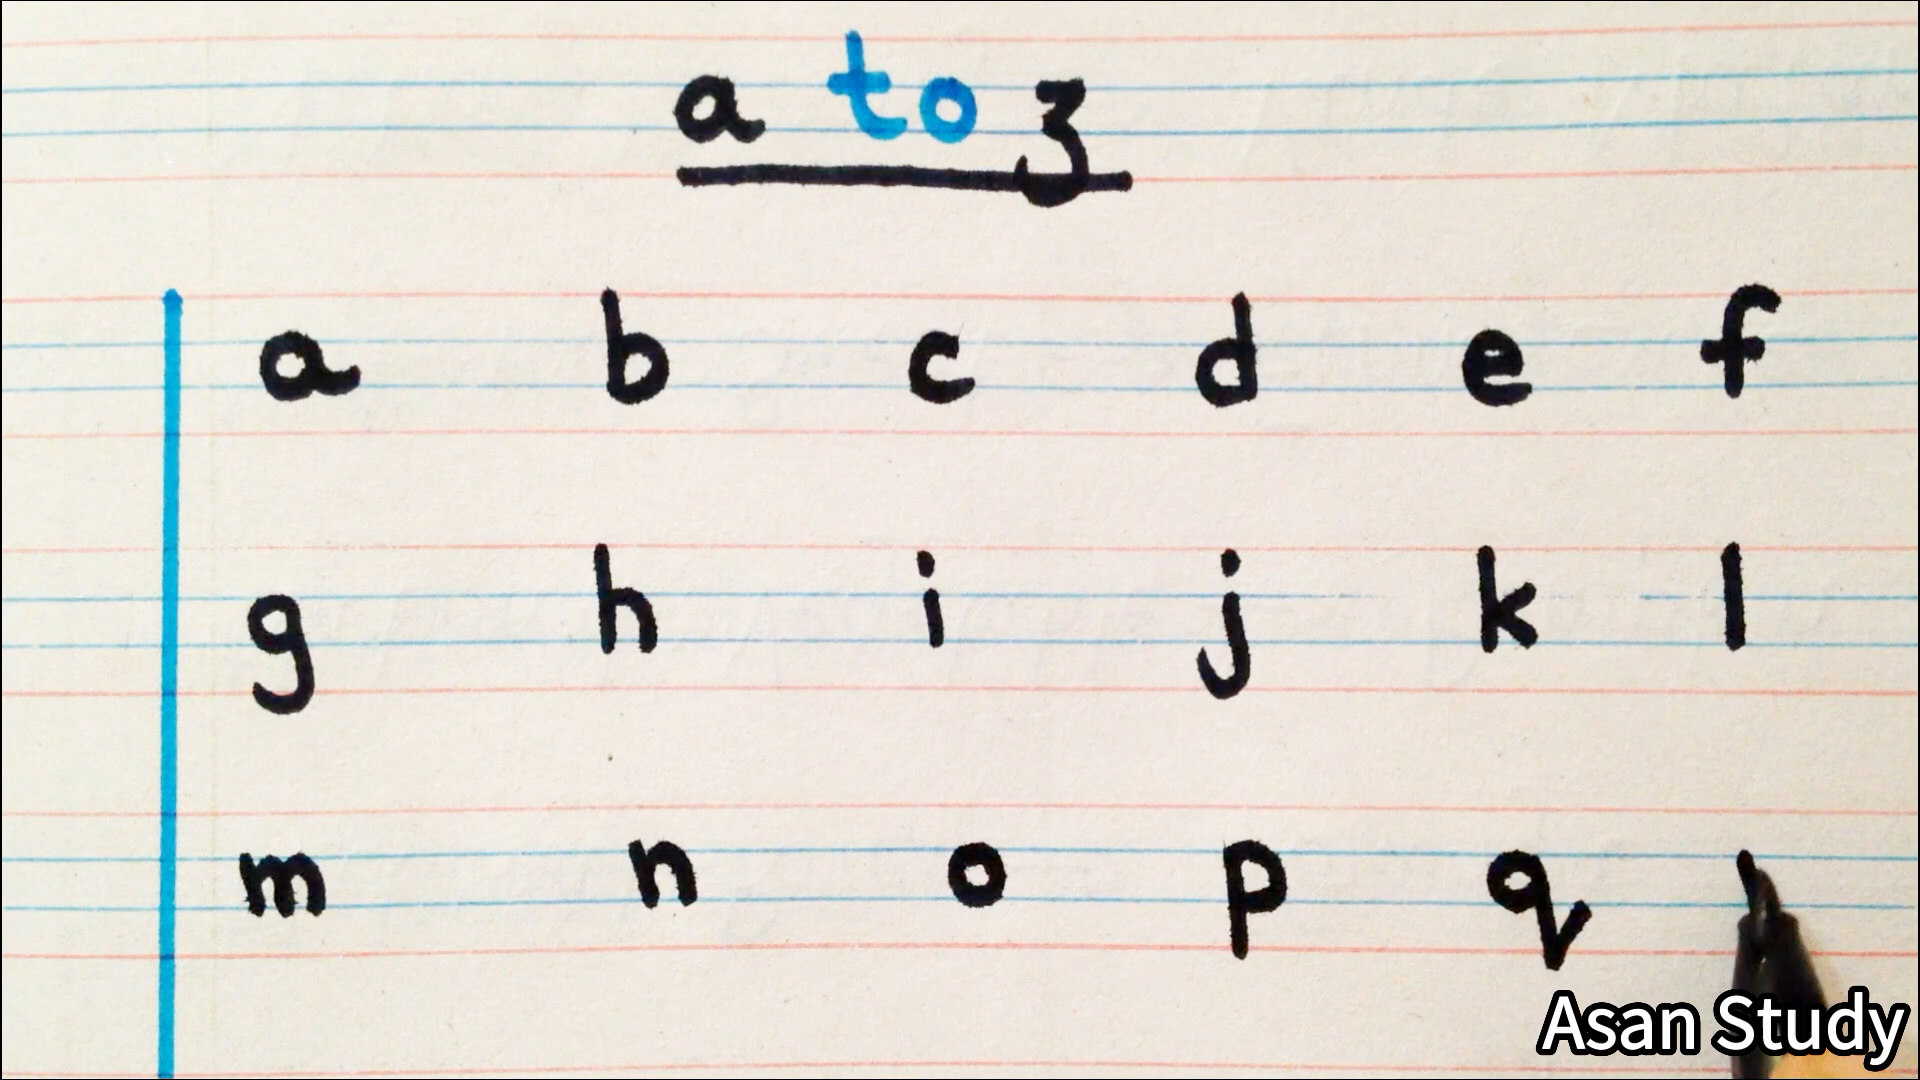 a to z
a b c d e f
g h i j k l
m n o p q
Asan Study